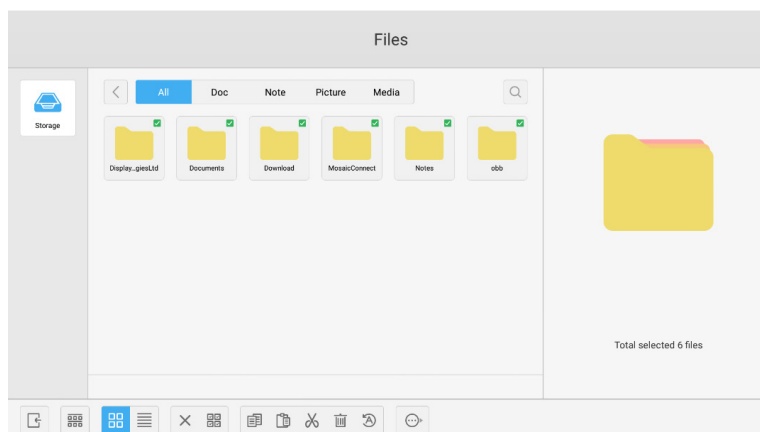 Files
Storage
All Doc Note Picture Media
Display...giesLtd Documents Download MosaicConnect Notes obb
Total selected 6 files